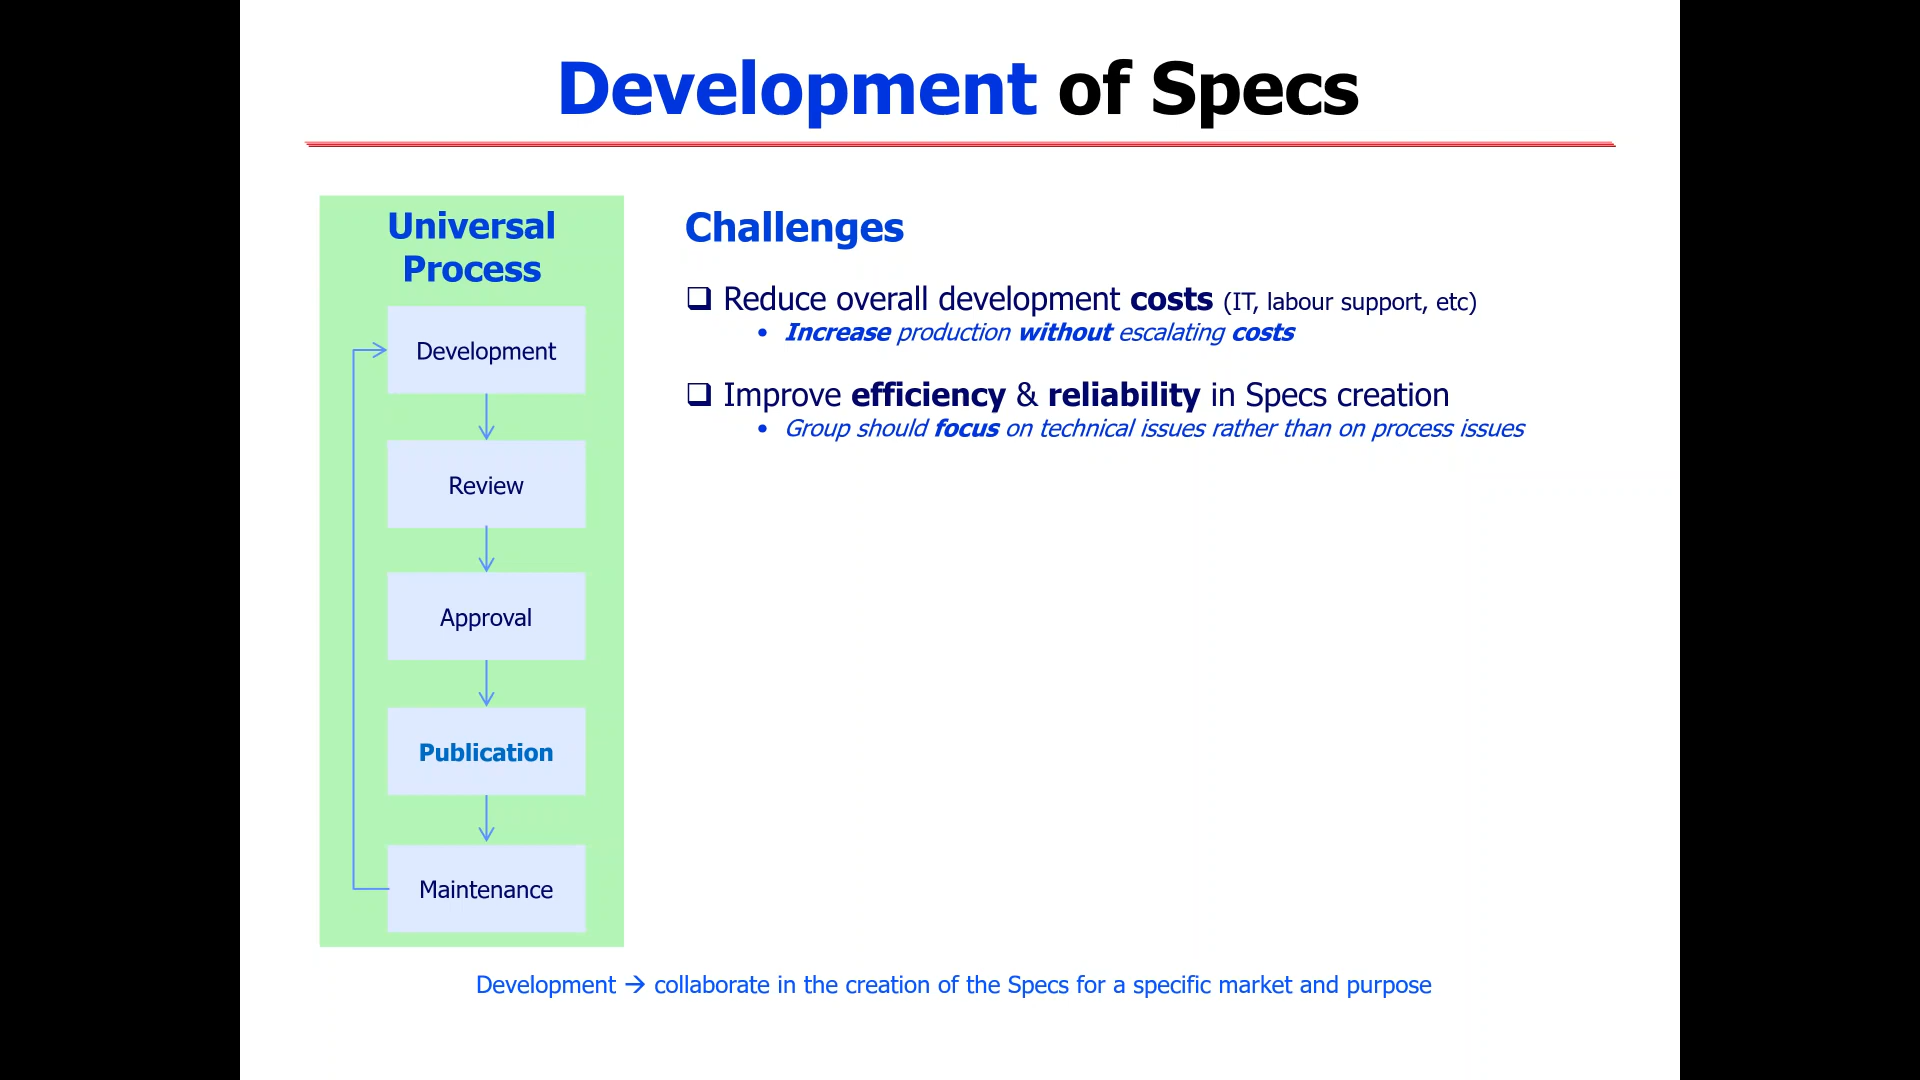 Development of Specs
Universal
Process
Development
Review
Approval
Publication
Maintenance
Challenges
❑ Reduce overall development costs (IT, labour support, etc)
• Increase production without escalating costs
❑ Improve efficiency & reliability in Specs creation
• Group should focus on technical issues rather than on process issues
Development → collaborate in the creation of the Specs for a specific market and purpose